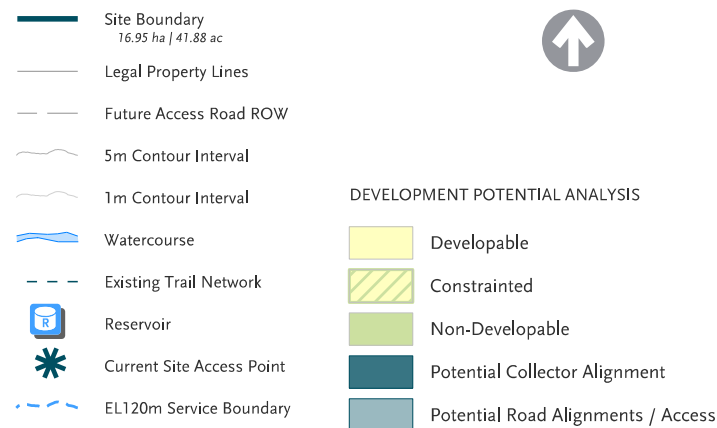 Site Boundary
16.95 ha | 41.88 ac
Legal Property Lines
Future Access Road ROW
5m Contour Interval
1m Contour Interval
Watercourse
Existing Trail Network
R
Reservoir
Current Site Access Point
EL120m Service Boundary
DEVELOPMENT POTENTIAL ANALYSIS
Developable
Constrainted
Non-Developable
Potential Collector Alignment
Potential Road Alignments / Access